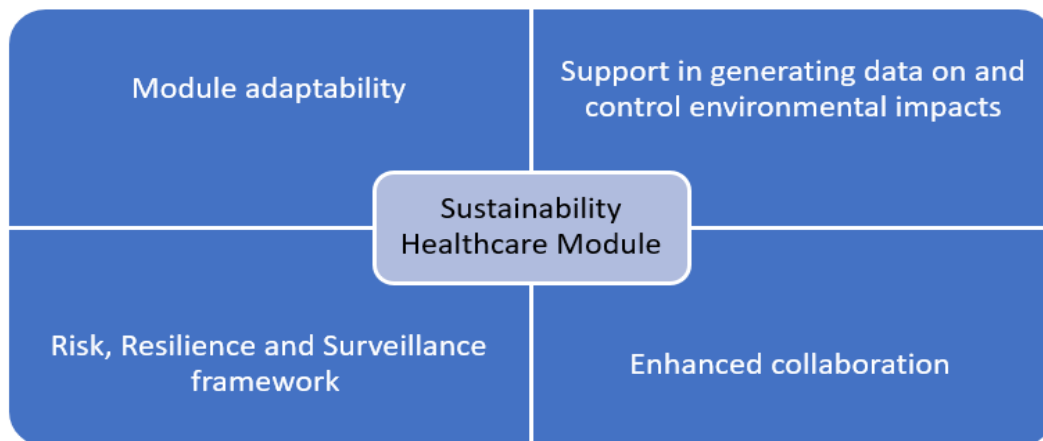 Module adaptability
Support in generating data on and
control environmental impacts
Sustainability
Healthcare Module
Risk, Resilience and Surveillance
framework
Enhanced collaboration